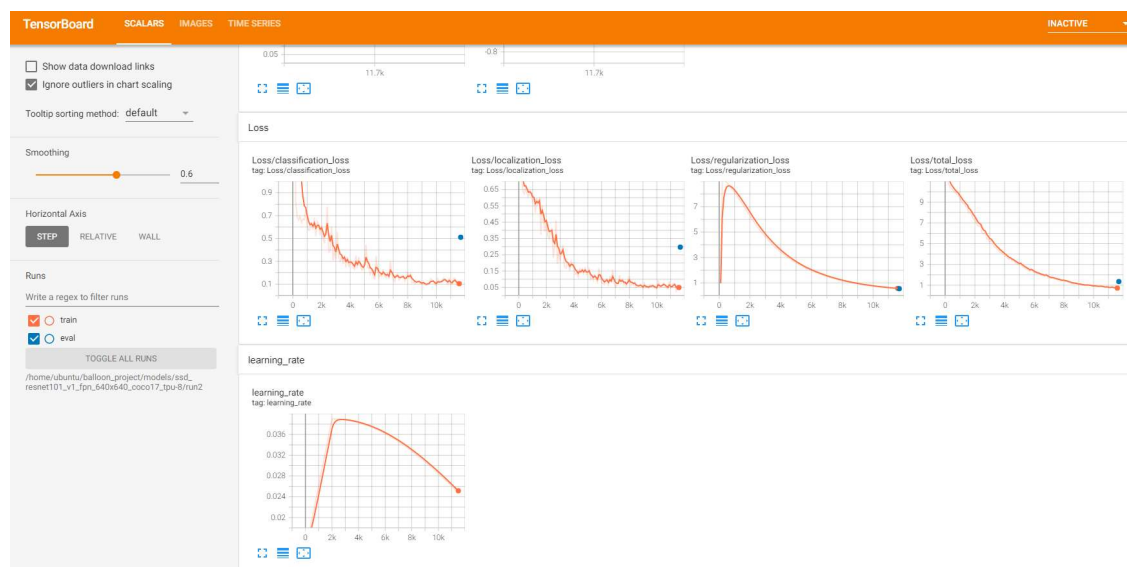 TensorBoard SCALARS IMAGES TIME SERIES INACTIVE
Show data download links
Ignore outliers in chart scaling
Tooltip sorting method: default
Smoothing
0.6
Horizontal Axis
STEP RELATIVE WALL
Runs
Write a regex to filter runs
train
eval
TOGGLE ALL RUNS
/home/ubuntu/balloon_project/models/ssd_
resnet101_v1_fpn_640x640_coco17_tpu-8/run2
0.05
11.7k
-0.8
11.7k
Loss
Loss/classification_loss
tag: Loss/classification_loss
0.9
0.7
0.5
0.3
0.1
0 2k 4k 6k 8k 10k
Loss/localization_loss
tag: Loss/localization_loss
0.65
0.55
0.45
0.35
0.25
0.15
0.05
0 2k 4k 6k 8k 10k
Loss/regularization_loss
tag: Loss/regularization_loss
7
5
3
1
0 2k 4k 6k 8k 10k
Loss/total_loss
tag: Loss/total_loss
9
7
5
3
1
0 2k 4k 6k 8k 10k
learning_rate
learning_rate
tag: learning_rate
0.036
0.032
0.028
0.024
0.02
0 2k 4k 6k 8k 10k